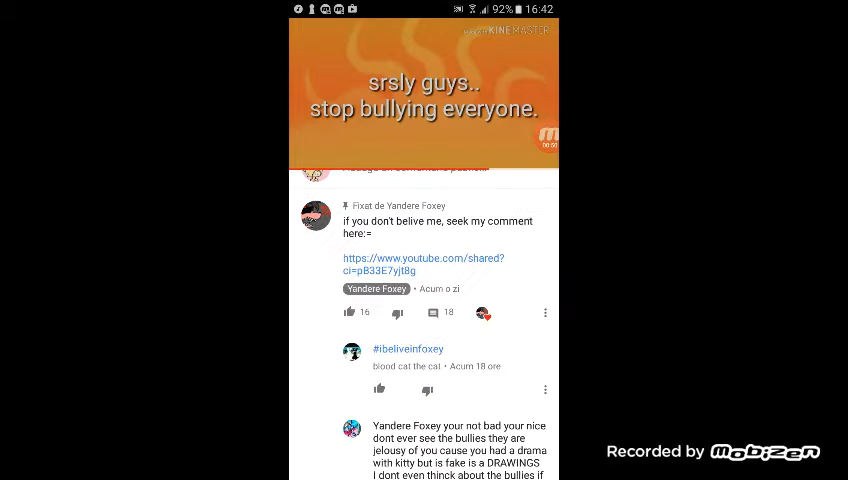 92% 16:42
KINEMASTER
srsly guys..
stop bullying everyone.
00:50
Fixat de Yandere Foxey
if you don't belive me, seek my comment
here:=
https://www.youtube.com/shared?
ci=pB33E7yjt8g
Yandere Foxey • Acum o zi
16 18
#ibeliveinfoxey
blood cat the cat • Acum 18 ore
Yandere Foxey your not bad your nice
dont ever see the bullies they are
jelousy of you cause you had a drama
with kitty but is fake is a DRAWINGS
I dont even thinck about the bullies if
Recorded by mobizen